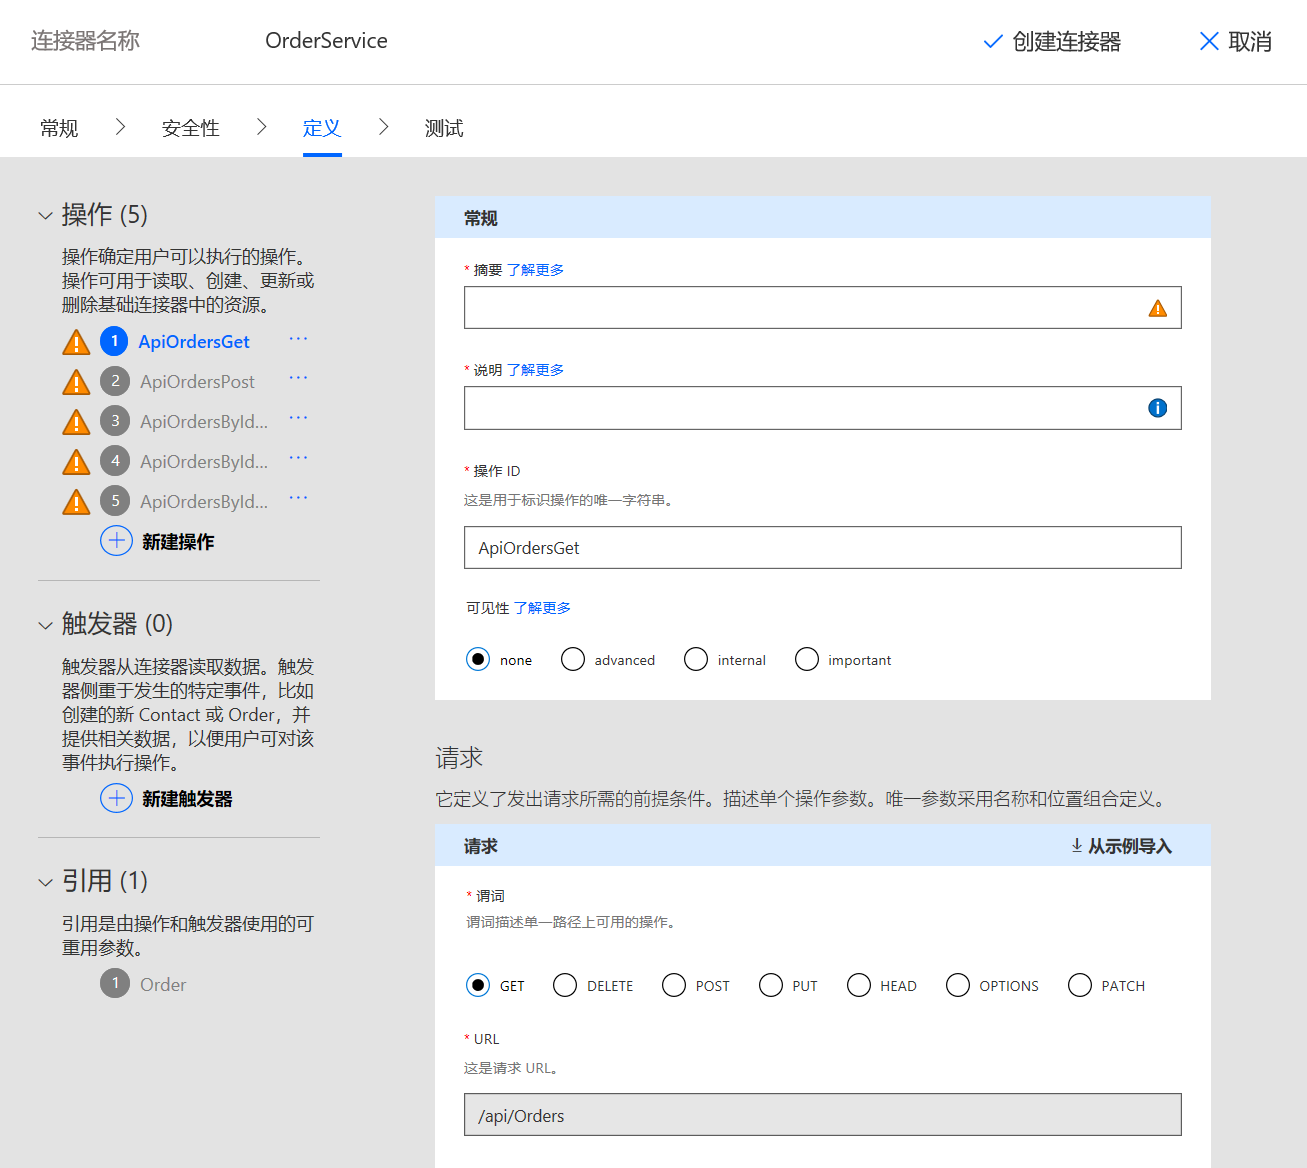 连接器名称
OrderService
创建连接器
取消
常规
安全性
定义
测试
操作 (5)
操作确定用户可以执行的操作。
操作可用于读取、创建、更新或
删除基础连接器中的资源。
1 ApiOrdersGet ...
2 ApiOrdersPost ...
3 ApiOrdersById... ...
4 ApiOrdersById... ...
5 ApiOrdersById... ...
新建操作
触发器 (0)
触发器从连接器读取数据。触发
器侧重于发生的特定事件，比如
创建的新 Contact 或 Order，并
提供相关数据，以便用户可对该
事件执行操作。
新建触发器
引用 (1)
引用是由操作和触发器使用的可
重用参数。
1 Order
常规
* 摘要 了解更多
* 说明 了解更多
* 操作 ID
这是用于标识操作的唯一字符串。
ApiOrdersGet
可见性 了解更多
none advanced internal important
请求
它定义了发出请求所需的前提条件。描述单个操作参数。唯一参数采用名称和位置组合定义。
请求
从示例导入
* 谓词
谓词描述单一路径上可用的操作。
GET DELETE POST PUT HEAD OPTIONS PATCH
* URL
这是请求 URL。
/api/Orders